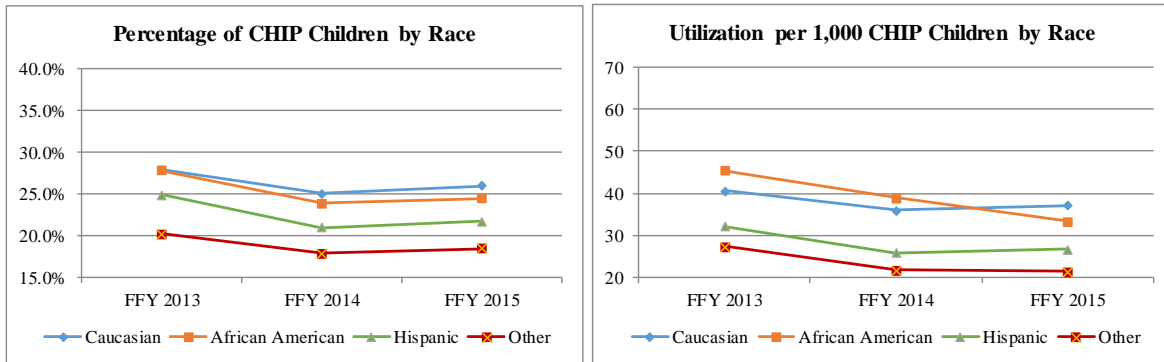 Percentage of CHIP Children by Race
40.0%
35.0%
30.0%
25.0%
20.0%
15.0%
FFY 2013 FFY 2014 FFY 2015
Caucasian African American Hispanic Other
Utilization per 1,000 CHIP Children by Race
70
60
50
40
30
20
FFY 2013 FFY 2014 FFY 2015
Caucasian African American Hispanic Other